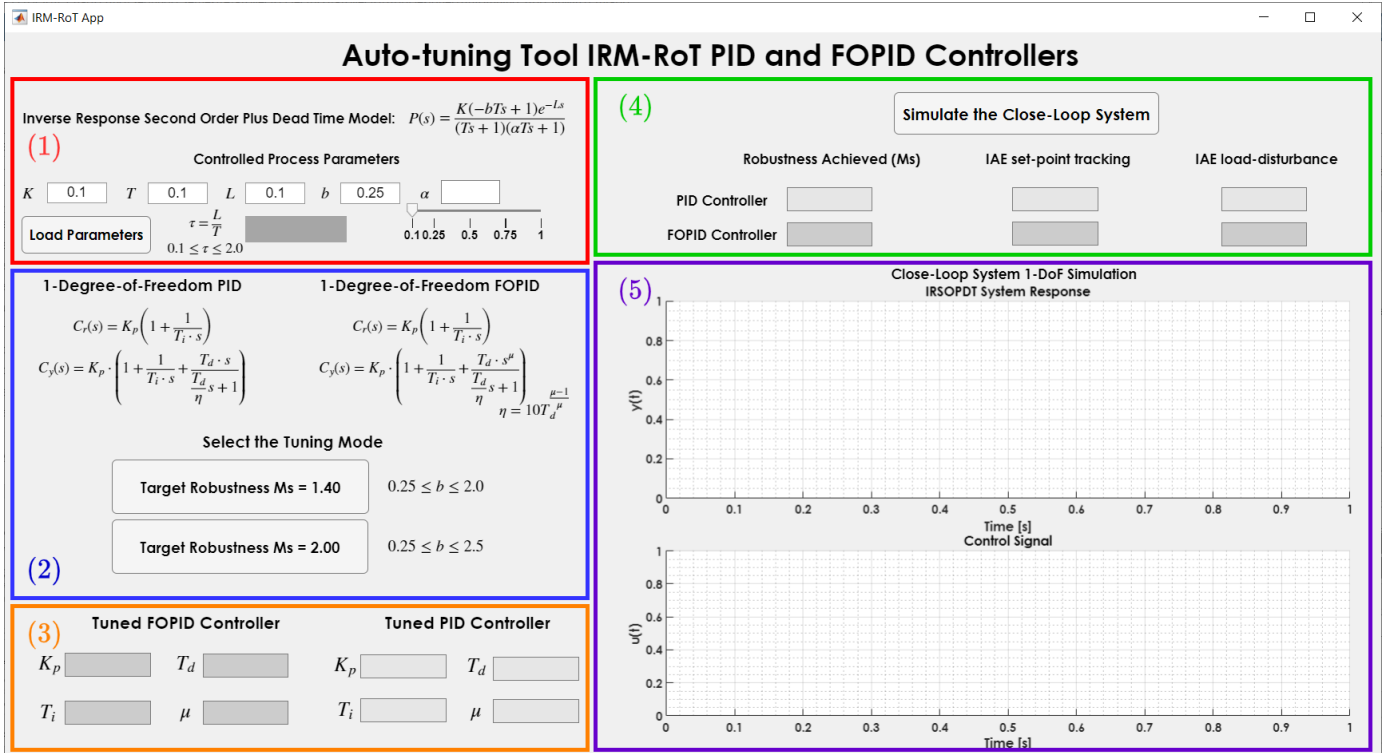 IRM-RoT App
Auto-tuning Tool IRM-RoT PID and FOPID Controllers
Inverse Response Second Order Plus Dead Time Model: P(s) = K(−bTs + 1)e^{−Ls} / (Ts + 1)(αTs + 1)
(1)
Controlled Process Parameters
K 0.1 T 0.1 L 0.1 b 0.25 α
Load Parameters τ = L/T
0.1 ≤ τ ≤ 2.0
0.1 0.25 0.5 0.75 1
1-Degree-of-Freedom PID 1-Degree-of-Freedom FOPID
C_r(s) = K_p(1 + 1/(T_i · s)) C_r(s) = K_p(1 + 1/(T_i · s))
C_y(s) = K_p · (1 + 1/(T_i · s) + (T_d · s)/((T_d/η)s + 1)) C_y(s) = K_p · (1 + 1/(T_i · s) + (T_d · s^μ)/((T_d/η)s + 1))
η = 10T_d^{(μ−1)/μ}
Select the Tuning Mode
Target Robustness Ms = 1.40 0.25 ≤ b ≤ 2.0
Target Robustness Ms = 2.00 0.25 ≤ b ≤ 2.5
(2)
(3) Tuned FOPID Controller Tuned PID Controller
K_p T_d K_p T_d
T_i μ T_i μ
(4)
Simulate the Close-Loop System
Robustness Achieved (Ms) IAE set-point tracking IAE load-disturbance
PID Controller
FOPID Controller
(5)
Close-Loop System 1-DoF Simulation
IRSOPDT System Response
1
0.8
0.6
0.4
0.2
0
y(t)
0 0.1 0.2 0.3 0.4 0.5 0.6 0.7 0.8 0.9 1
Time [s]
Control Signal
1
0.8
0.6
0.4
0.2
0
u(t)
0 0.1 0.2 0.3 0.4 0.5 0.6 0.7 0.8 0.9 1
Time [s]